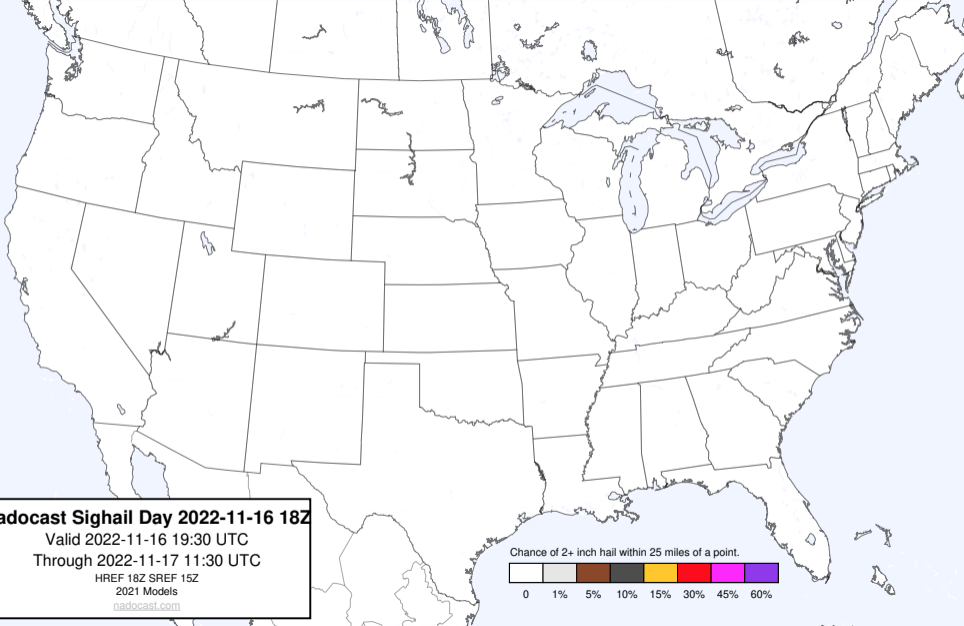 adocast Sighail Day 2022-11-16 18Z
Valid 2022-11-16 19:30 UTC
Through 2022-11-17 11:30 UTC
HREF 18Z SREF 15Z
2021 Models
nadocast.com
Chance of 2+ inch hail within 25 miles of a point.
0 1% 5% 10% 15% 30% 45% 60%